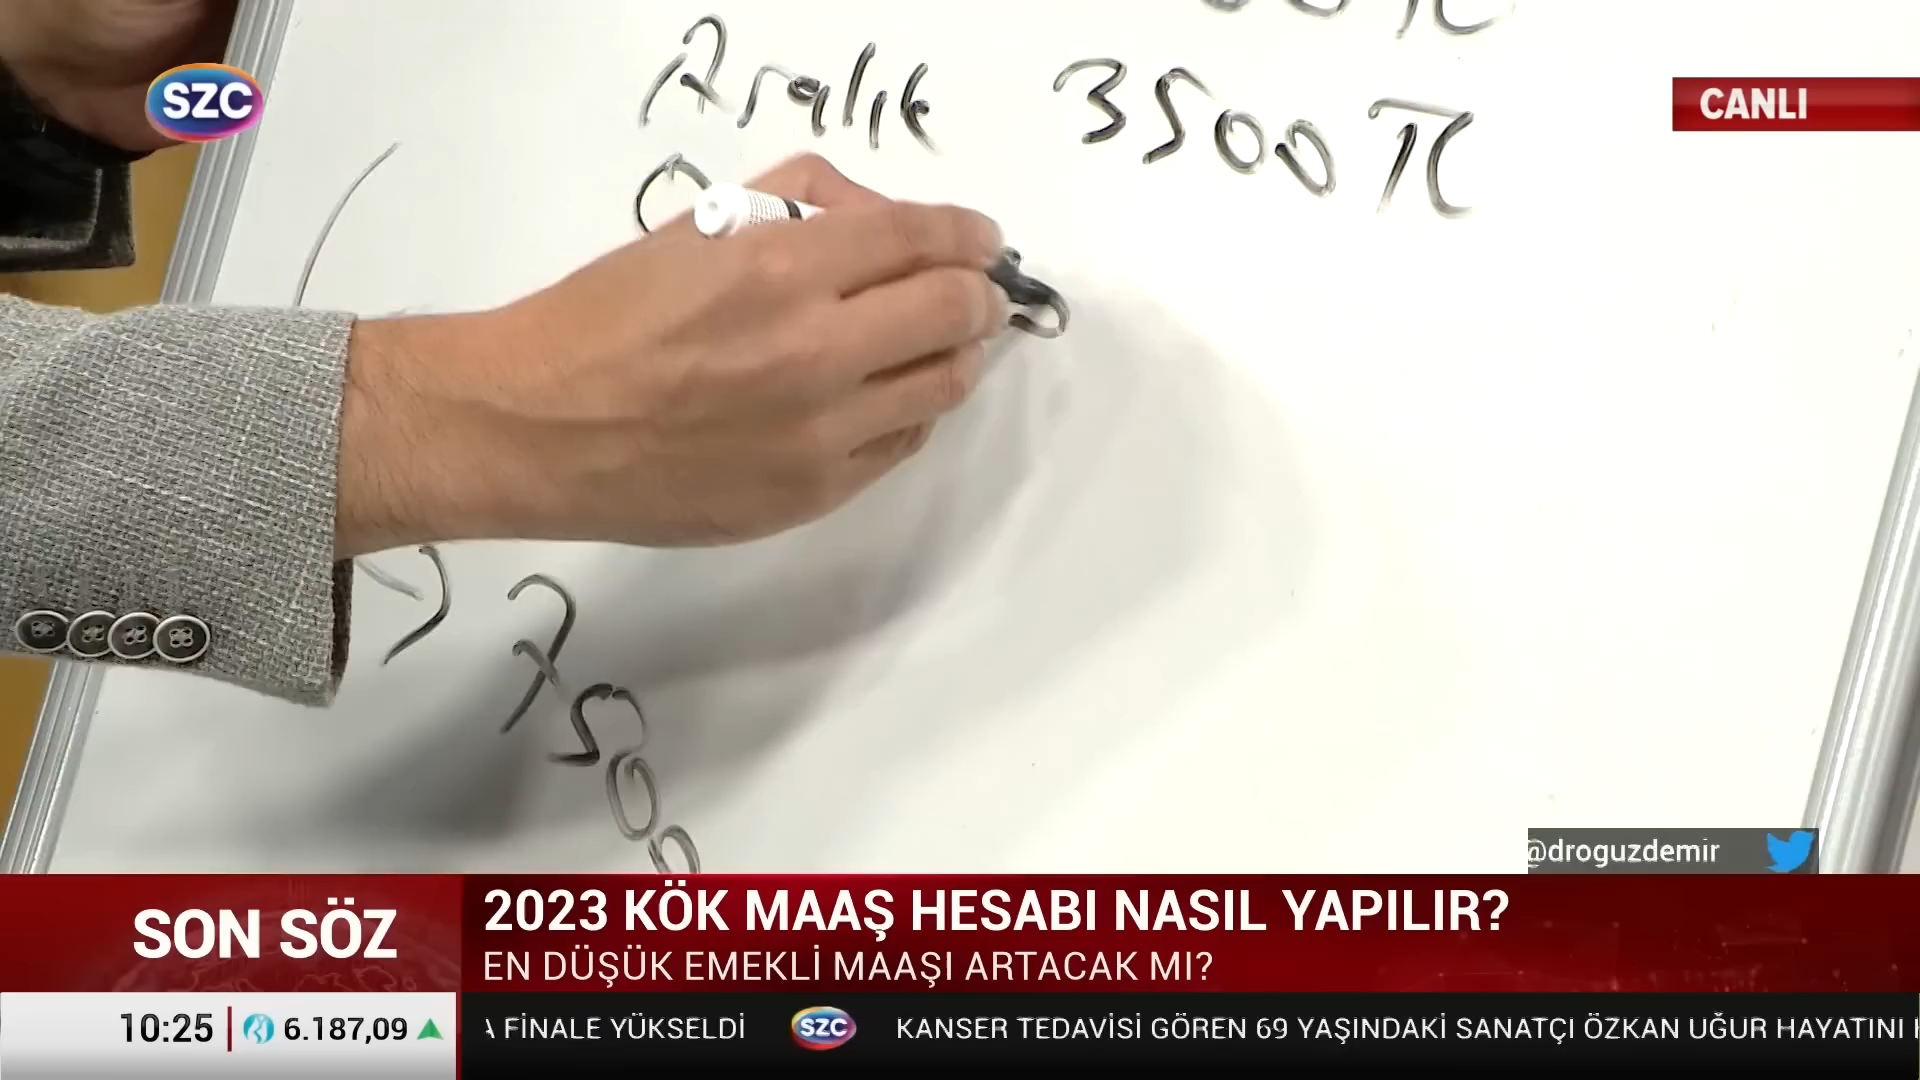 Aralık 3500 TL
SZC
CANLI
7500
@droguzdemir
SON SÖZ
2023 KÖK MAAŞ HESABI NASIL YAPILIR?
EN DÜŞÜK EMEKLİ MAAŞI ARTACAK MI?
10:25 6.187,09
A FİNALE YÜKSELDİ SZC KANSER TEDAVİSİ GÖREN 69 YAŞINDAKİ SANATÇI ÖZKAN UĞUR HAYATINI